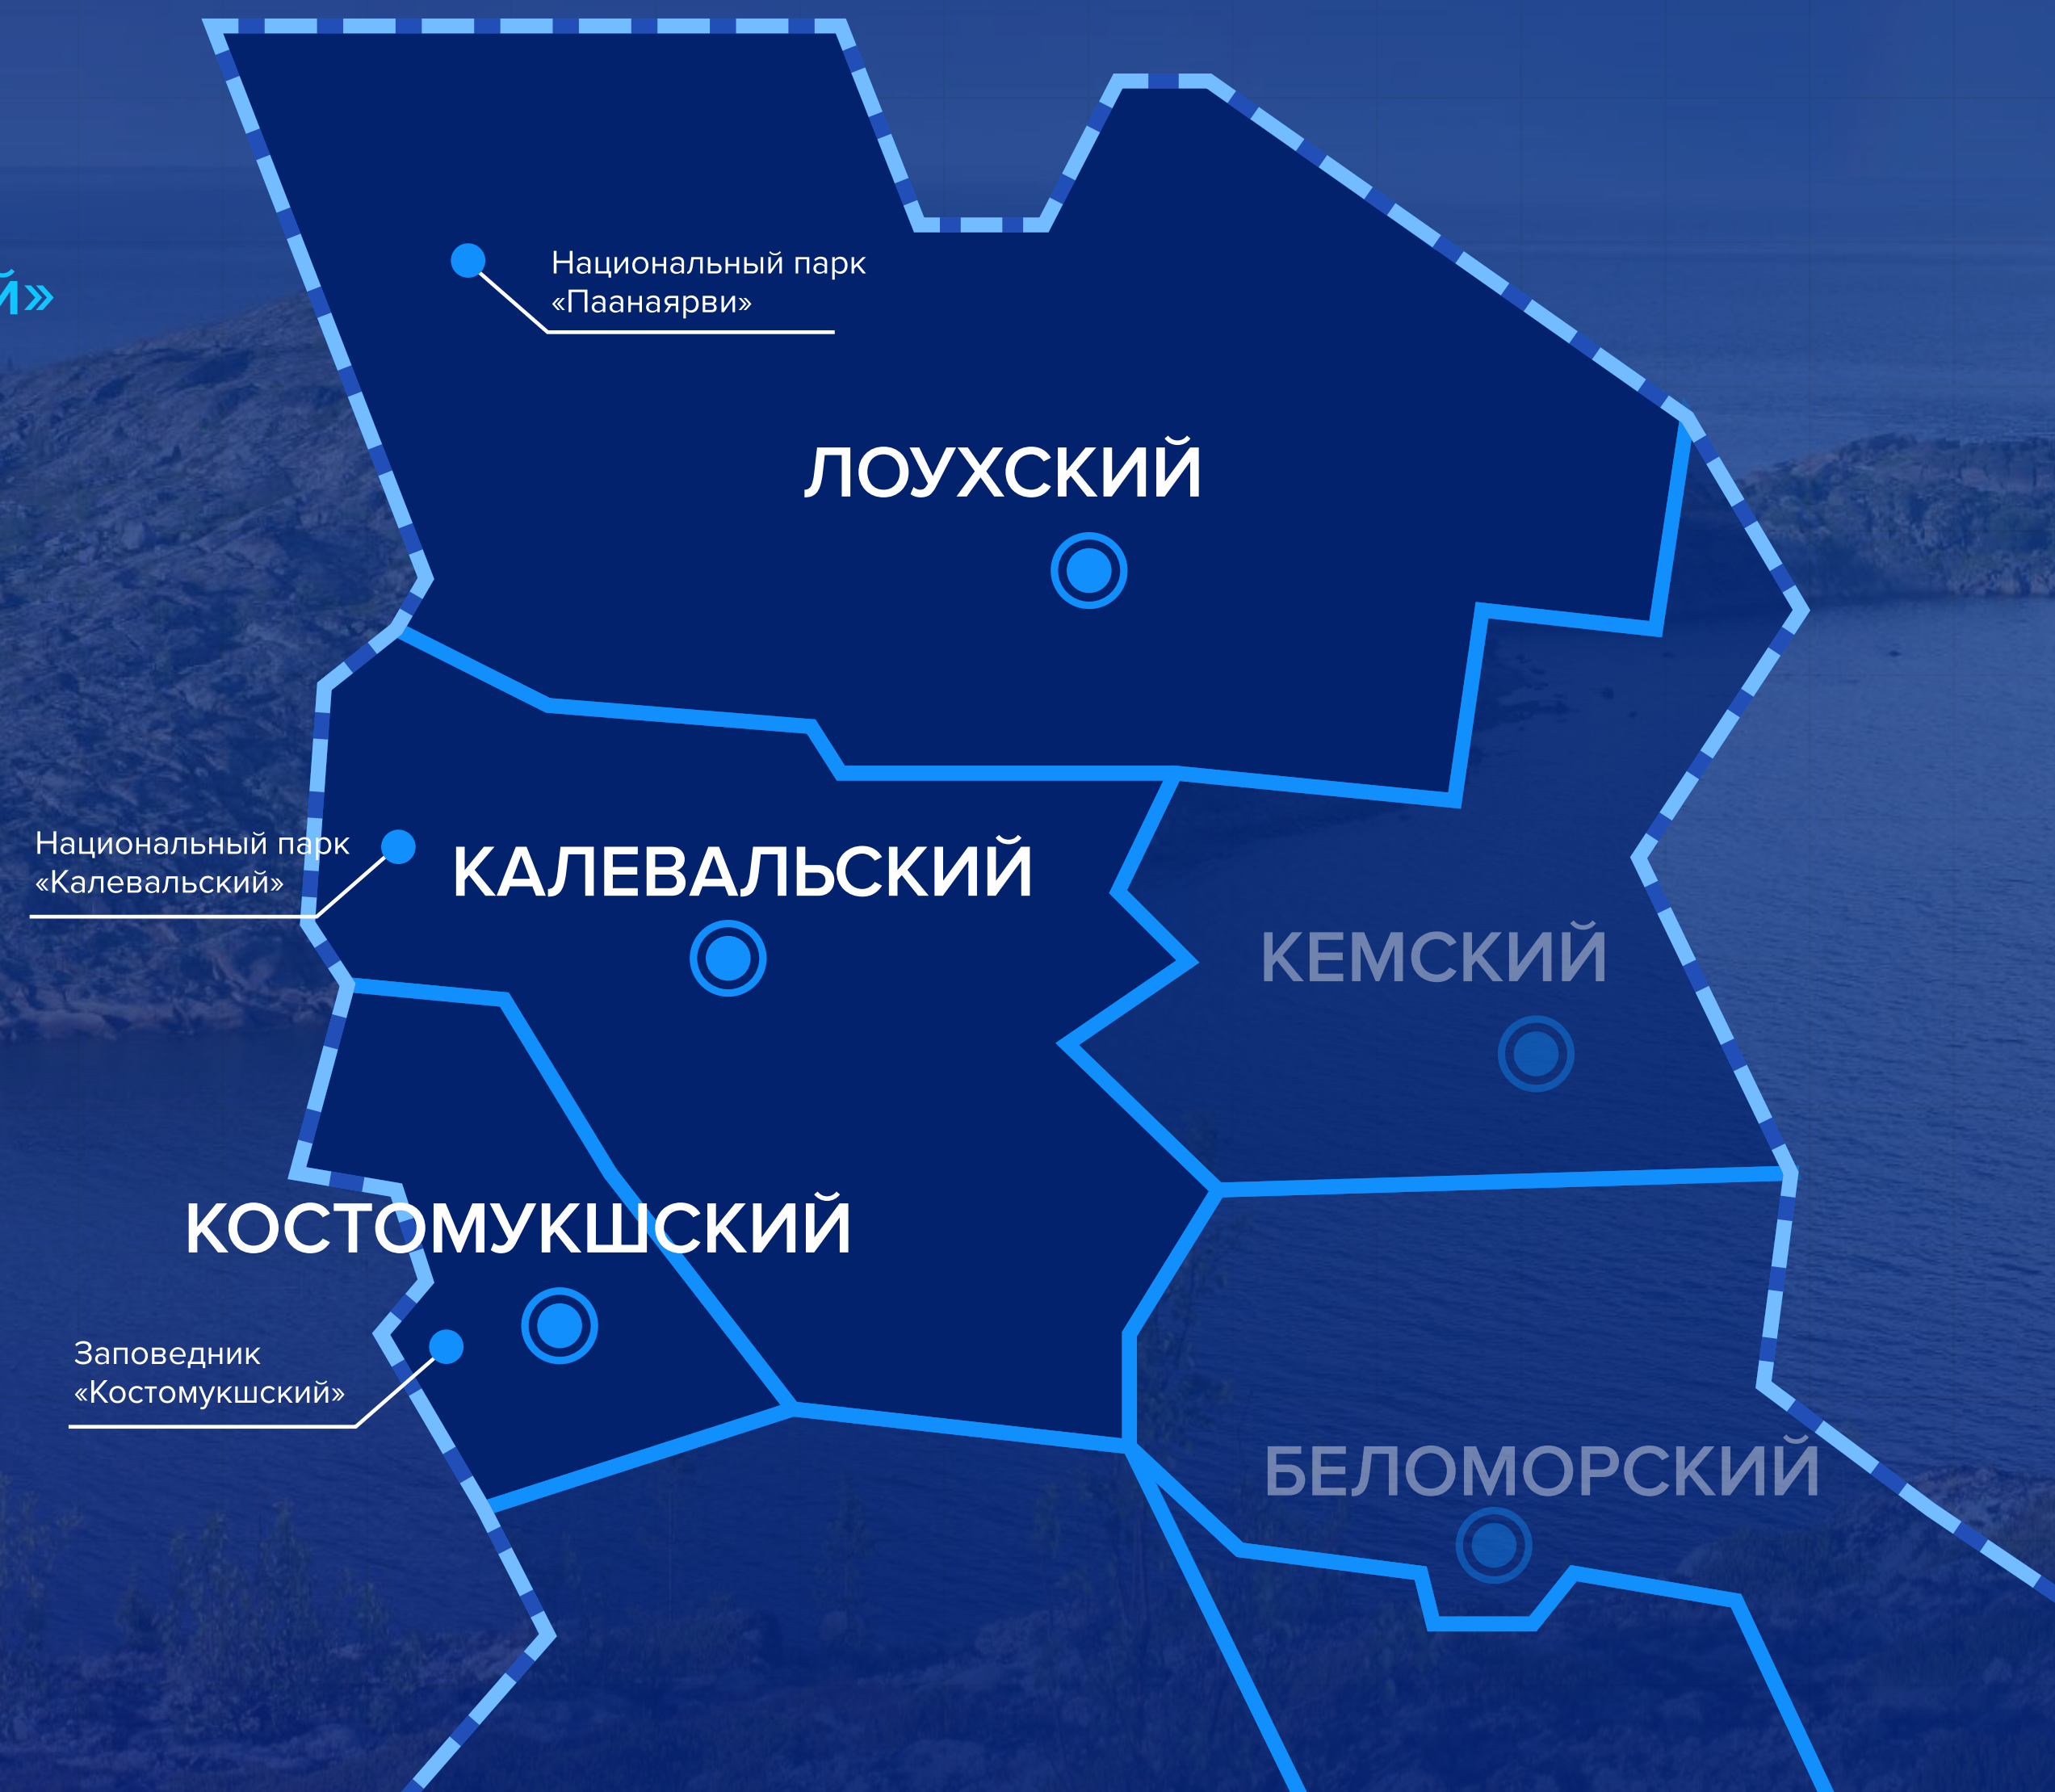 Национальный парк
«Паанаярви»
й»
ЛОУХСКИЙ
Национальный парк
«Калевальский»
КАЛЕВАЛЬСКИЙ
КЕМСКИЙ
КОСТОМУКШСКИЙ
Заповедник
«Костомукшский»
БЕЛОМОРСКИЙ